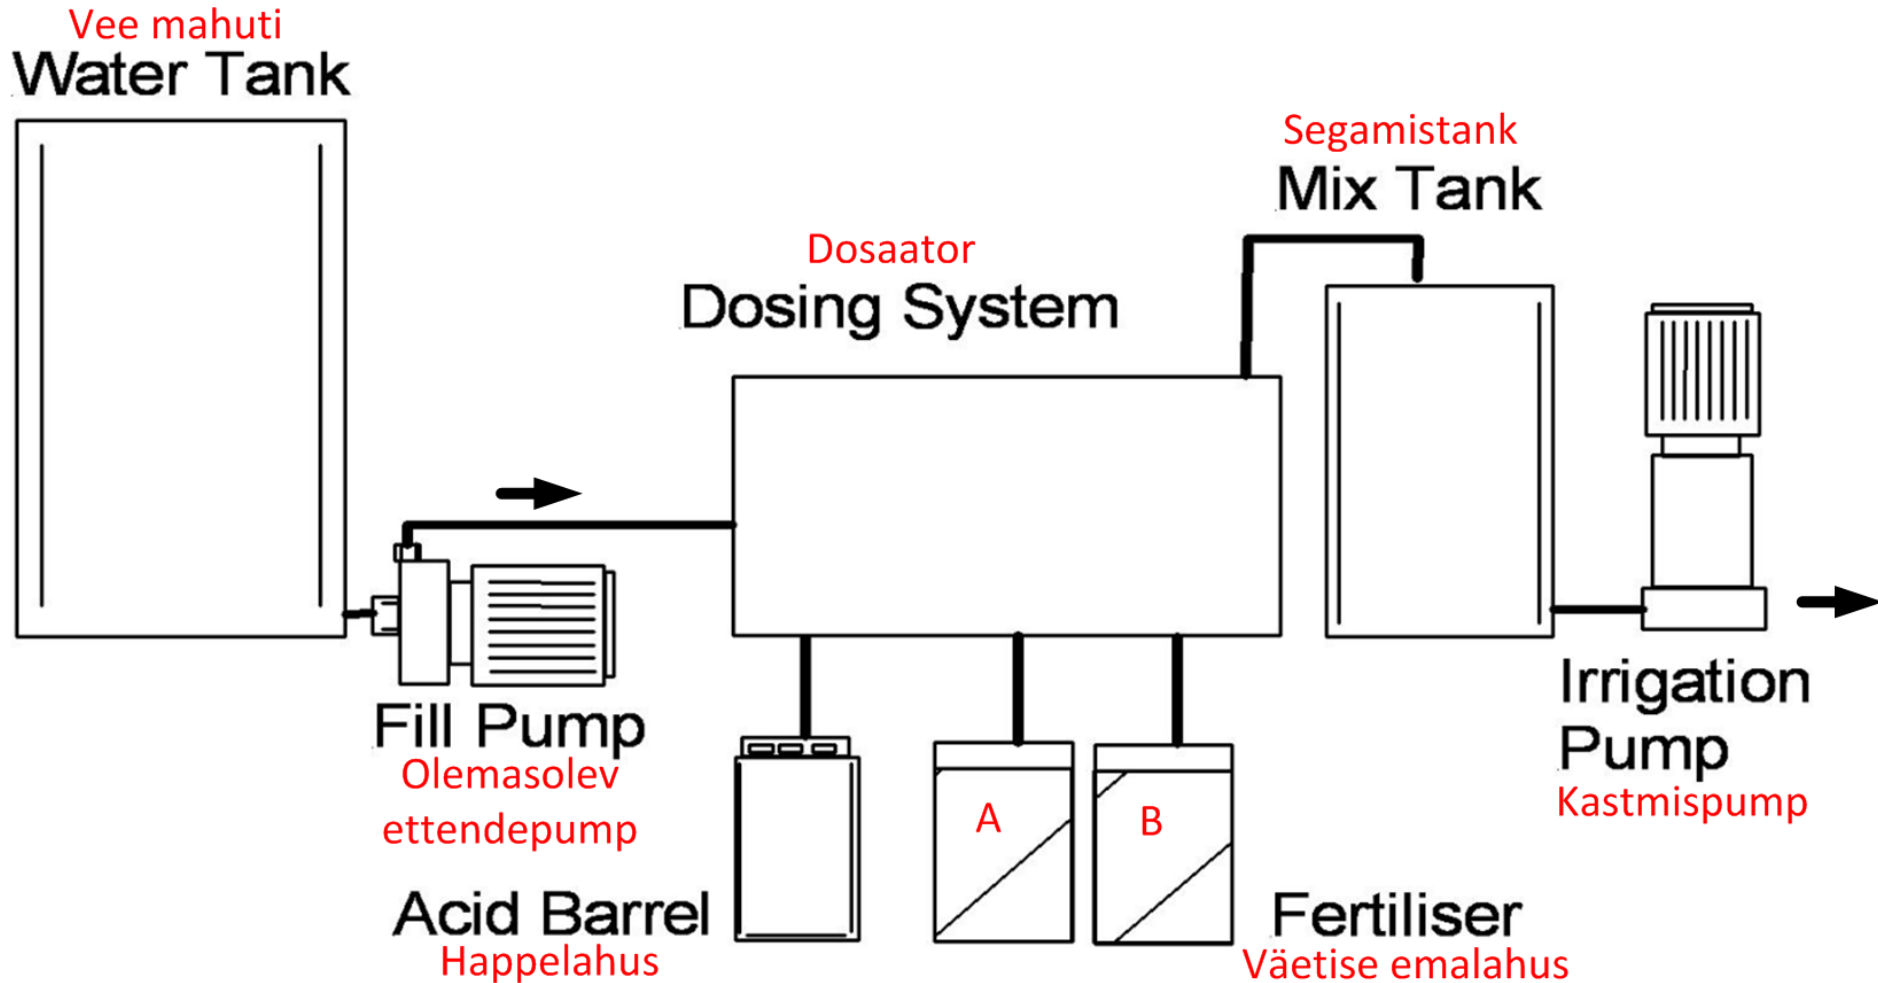 Vee mahuti
Water Tank
Segamistank
Mix Tank
Dosaator
Dosing System
Fill Pump
Olemasolev
ettendepump
Irrigation
Pump
Kastmispump
A
B
Acid Barrel
Happelahus
Fertiliser
Väetise emalahus